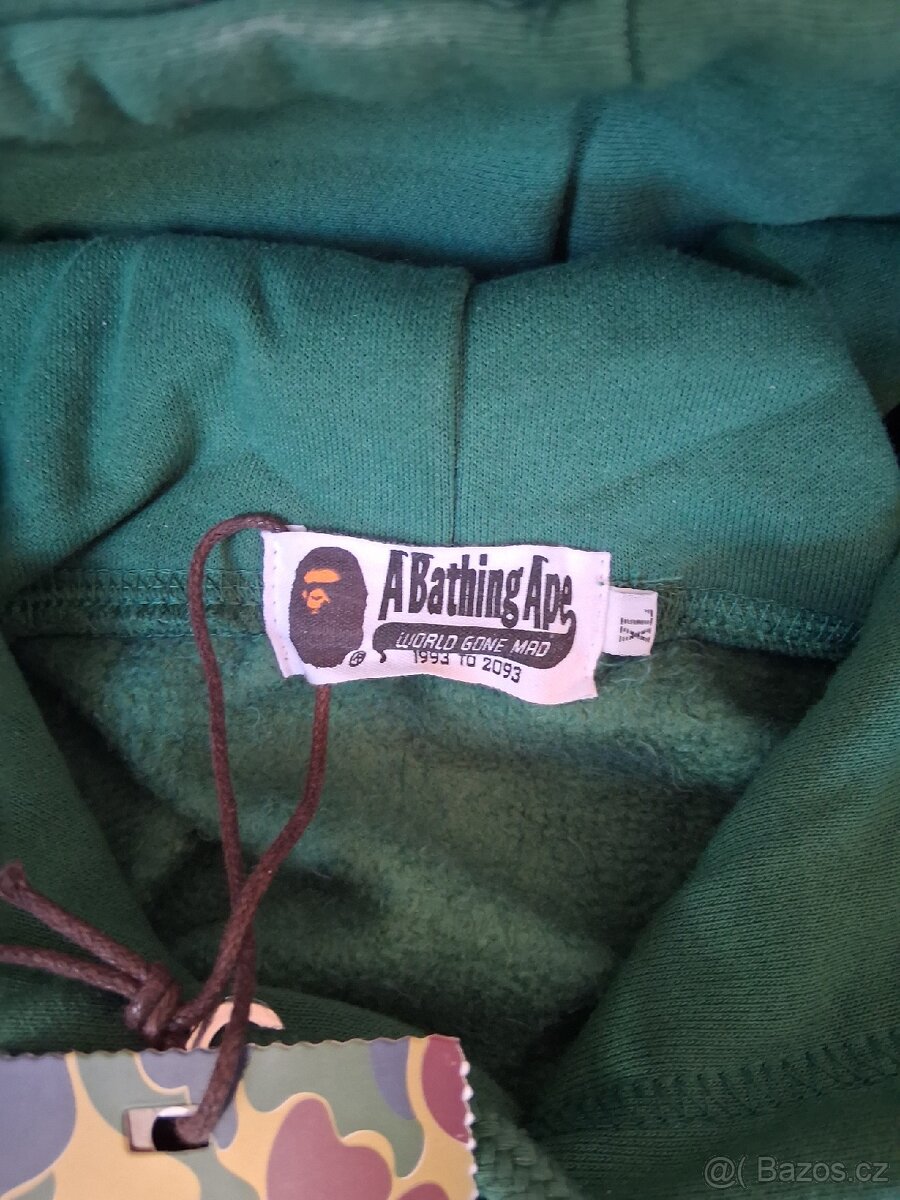 A Bathing Ape
WORLD GONE MAD
1993 TO 2093
XL
@( Bazos.cz